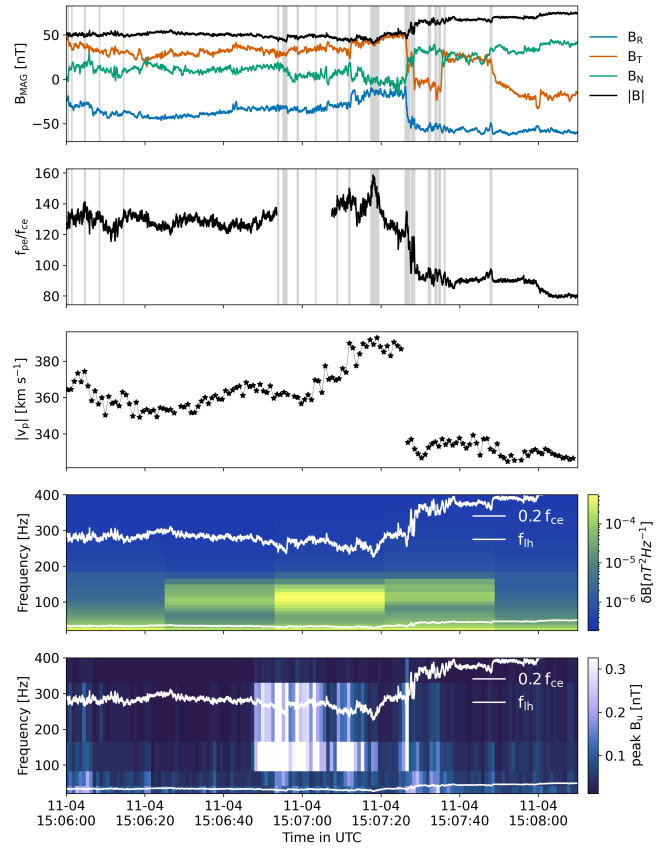 B_MAG [nT]
50
0
−50
B_R
B_T
B_N
|B|
f_pe/f_ce
160
140
120
100
80
|v_p| [km s⁻¹]
380
360
340
Frequency [Hz]
400
300
200
100
0.2 f_ce
f_lh
10⁻⁴
10⁻⁵
10⁻⁶
δB[nT²Hz⁻¹]
Frequency [Hz]
400
300
200
100
0.2 f_ce
f_lh
0.3
0.2
0.1
peak B_u [nT]
11-04 11-04 11-04 11-04 11-04 11-04 11-04
15:06:00 15:06:20 15:06:40 15:07:00 15:07:20 15:07:40 15:08:00
Time in UTC